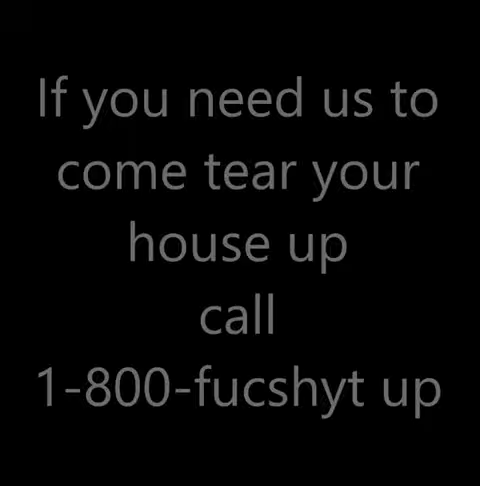 If you need us to
come tear your
house up
call
1-800-fucshyt up